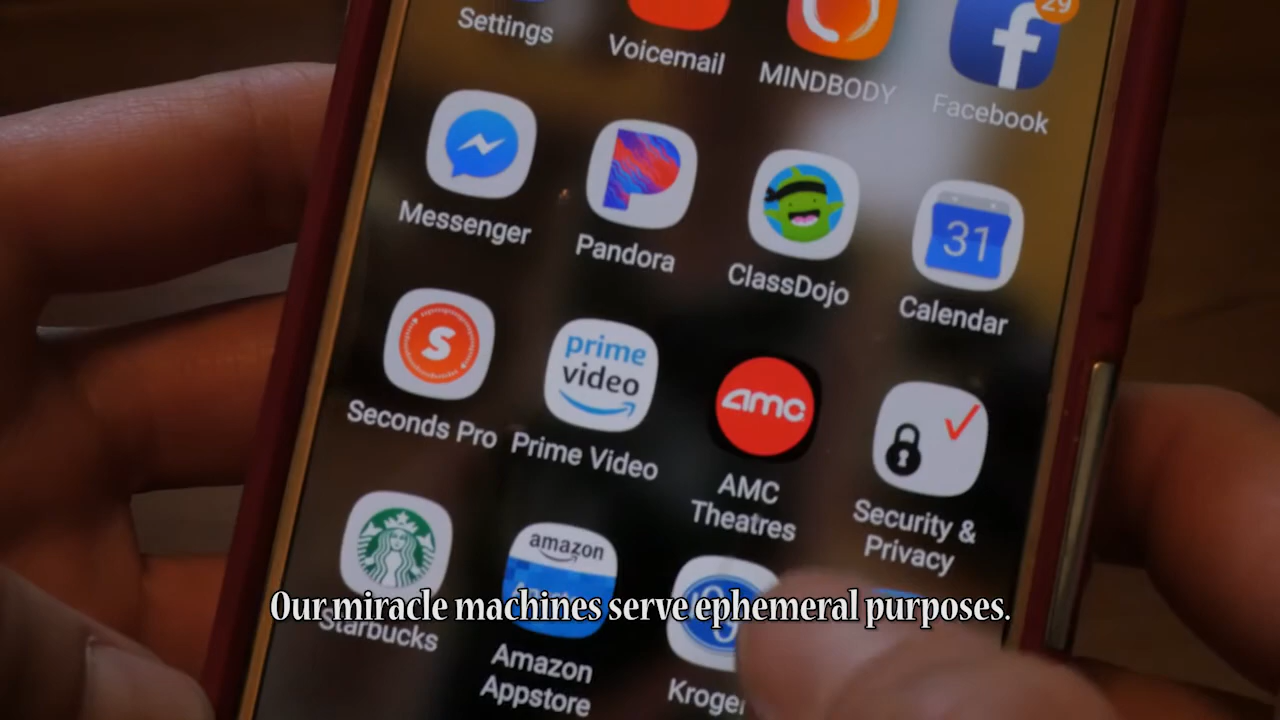 29
Settings
Voicemail
MINDBODY
Facebook
Messenger
Pandora
ClassDojo
31
Calendar
S
Seconds Pro
prime
video
Prime Video
amc
AMC
Theatres
Security &
Privacy
amazon
Our miracle machines serve ephemeral purposes.
Starbucks
Amazon
Appstore
Kroger